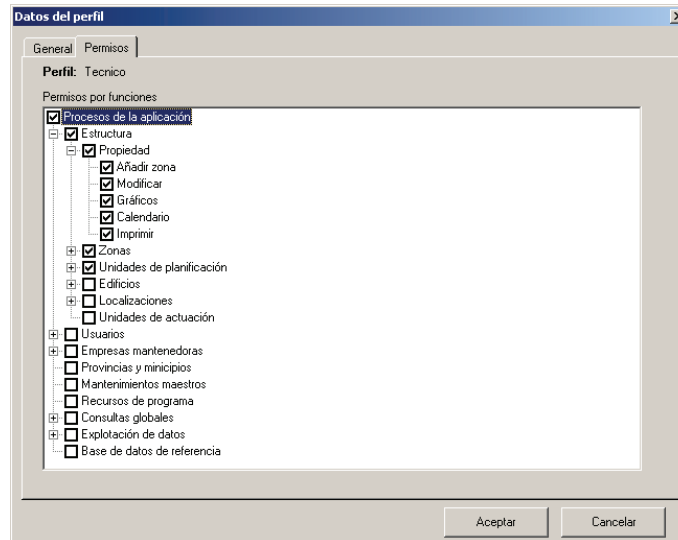 Datos del perfil
General Permisos
Perfil: Tecnico
Permisos por funciones
Procesos de la aplicación
Estructura
Propiedad
Añadir zona
Modificar
Gráficos
Calendario
Imprimir
Zonas
Unidades de planificación
Edificios
Localizaciones
Unidades de actuación
Usuarios
Empresas mantenedoras
Provincias y minicipios
Mantenimientos maestros
Recursos de programa
Consultas globales
Explotación de datos
Base de datos de referencia
Aceptar Cancelar